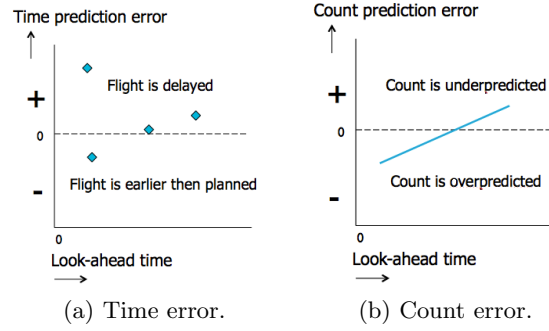 Time prediction error
+
Flight is delayed
0
Flight is earlier then planned
-
0
Look-ahead time
(a) Time error.
Count prediction error
+
Count is underpredicted
0
Count is overpredicted
-
0
Look-ahead time
(b) Count error.